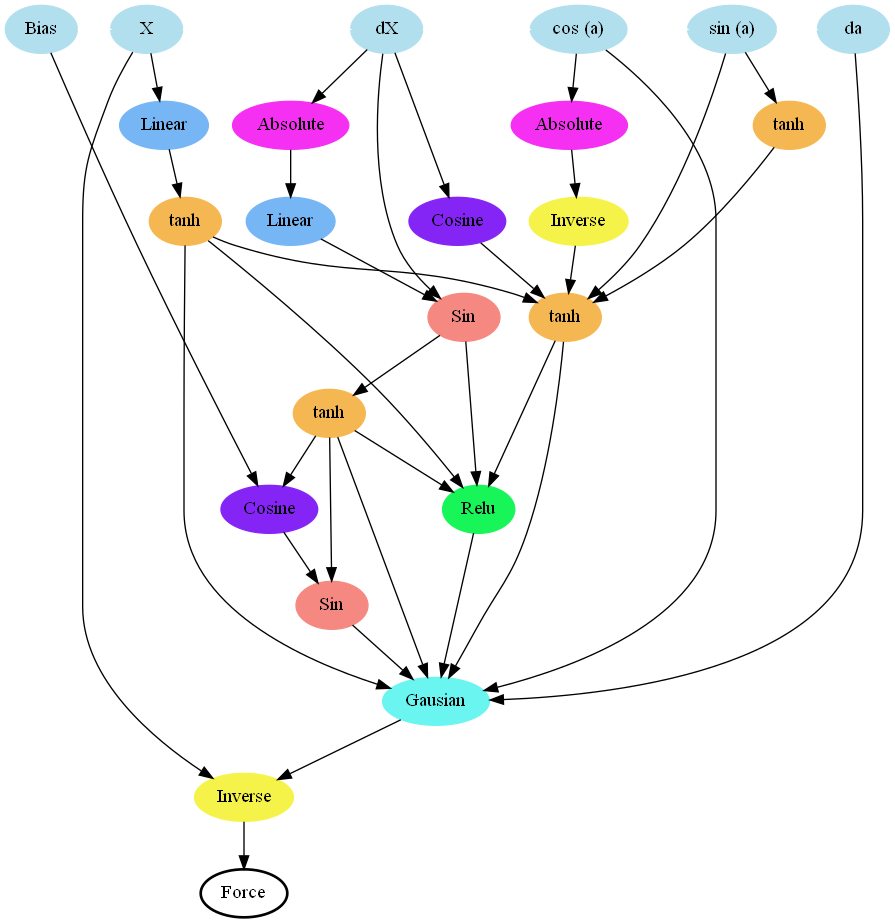 Bias
X
dX
cos (a)
sin (a)
da
Linear
Absolute
Absolute
tanh
tanh
Linear
Cosine
Inverse
Sin
tanh
tanh
Cosine
Relu
Sin
Gausian
Inverse
Force